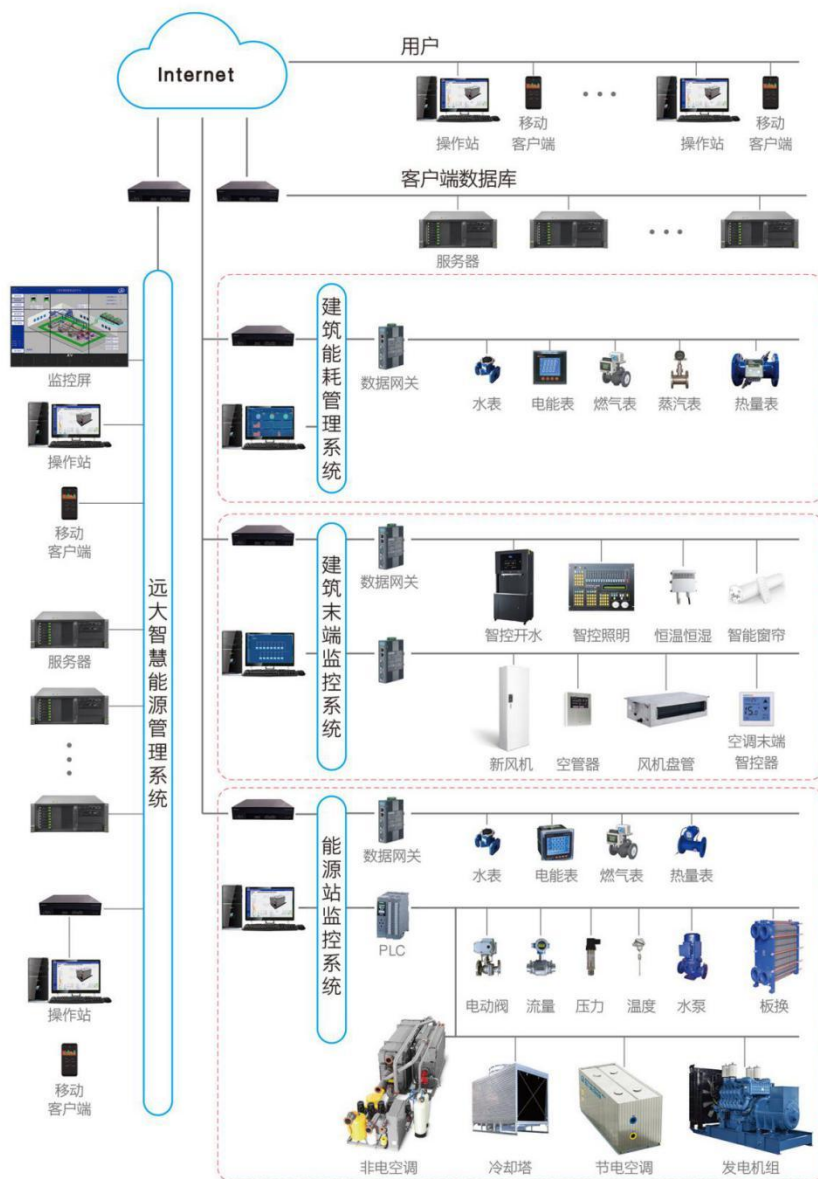 Internet
用户
操作站
移动
客户端
操作站
移动
客户端
客户端数据库
服务器
监控屏
操作站
移动
客户端
服务器
操作站
移动
客户端
远大智慧能源管理系统
建筑能耗管理系统
数据网关
水表
电能表
燃气表
蒸汽表
热量表
建筑末端监控系统
数据网关
智控开水
智控照明
恒温恒湿
智能窗帘
新风机
空管器
风机盘管
空调末端
智控器
能源站监控系统
数据网关
水表
电能表
燃气表
热量表
PLC
电动阀
流量
压力
温度
水泵
板换
非电空调
冷却塔
节电空调
发电机组